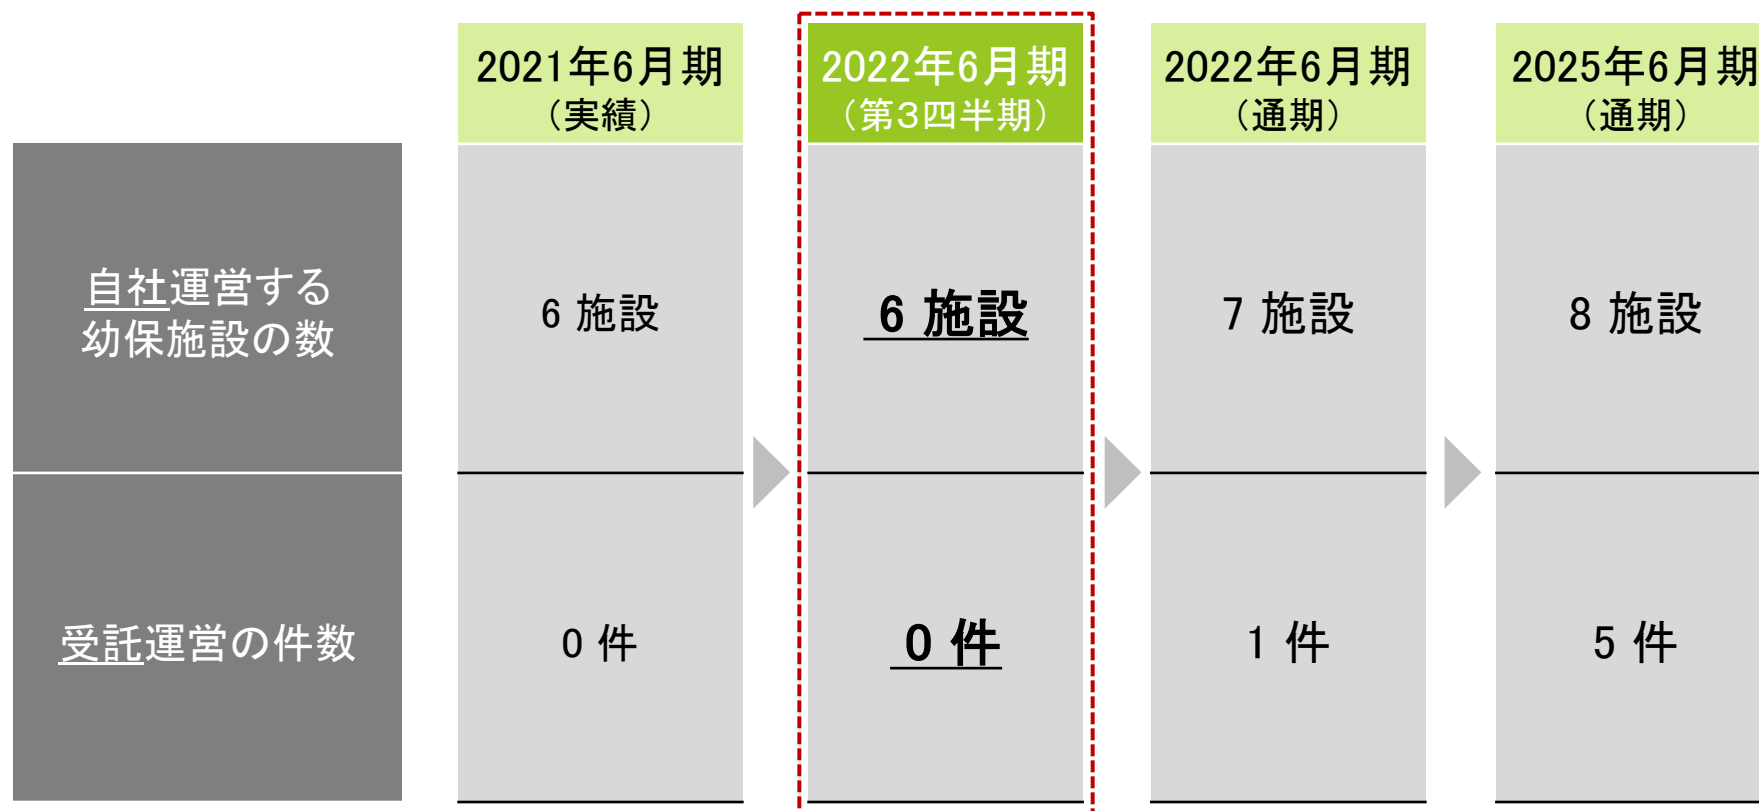 2021年6月期
（実績）
2022年6月期
（第３四半期）
2022年6月期
（通期）
2025年6月期
（通期）
自社運営する
幼保施設の数
6 施設
6 施設
7 施設
8 施設
受託運営の件数
0 件
0 件
1 件
5 件